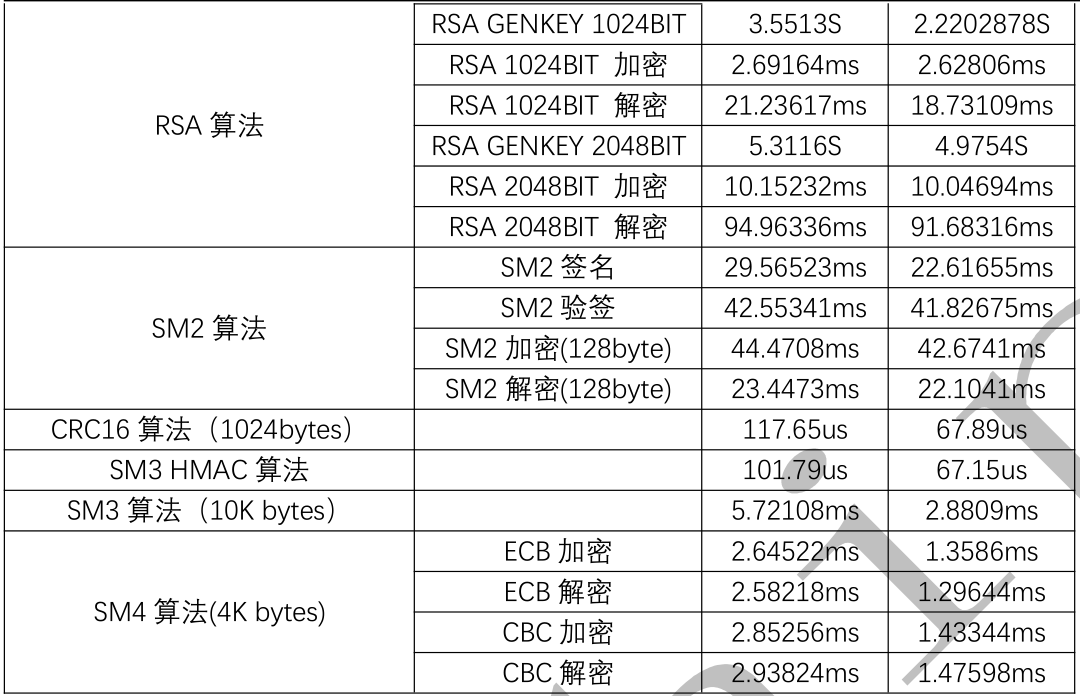 RSA 算法
RSA GENKEY 1024BIT 3.5513S 2.2202878S
RSA 1024BIT 加密 2.69164ms 2.62806ms
RSA 1024BIT 解密 21.23617ms 18.73109ms
RSA GENKEY 2048BIT 5.3116S 4.9754S
RSA 2048BIT 加密 10.15232ms 10.04694ms
RSA 2048BIT 解密 94.96336ms 91.68316ms
SM2 算法
SM2 签名 29.56523ms 22.61655ms
SM2 验签 42.55341ms 41.82675ms
SM2 加密(128byte) 44.4708ms 42.6741ms
SM2 解密(128byte) 23.4473ms 22.1041ms
CRC16 算法（1024bytes） 117.65us 67.89us
SM3 HMAC 算法 101.79us 67.15us
SM3 算法（10K bytes） 5.72108ms 2.8809ms
SM4 算法(4K bytes)
ECB 加密 2.64522ms 1.3586ms
ECB 解密 2.58218ms 1.29644ms
CBC 加密 2.85256ms 1.43344ms
CBC 解密 2.93824ms 1.47598ms